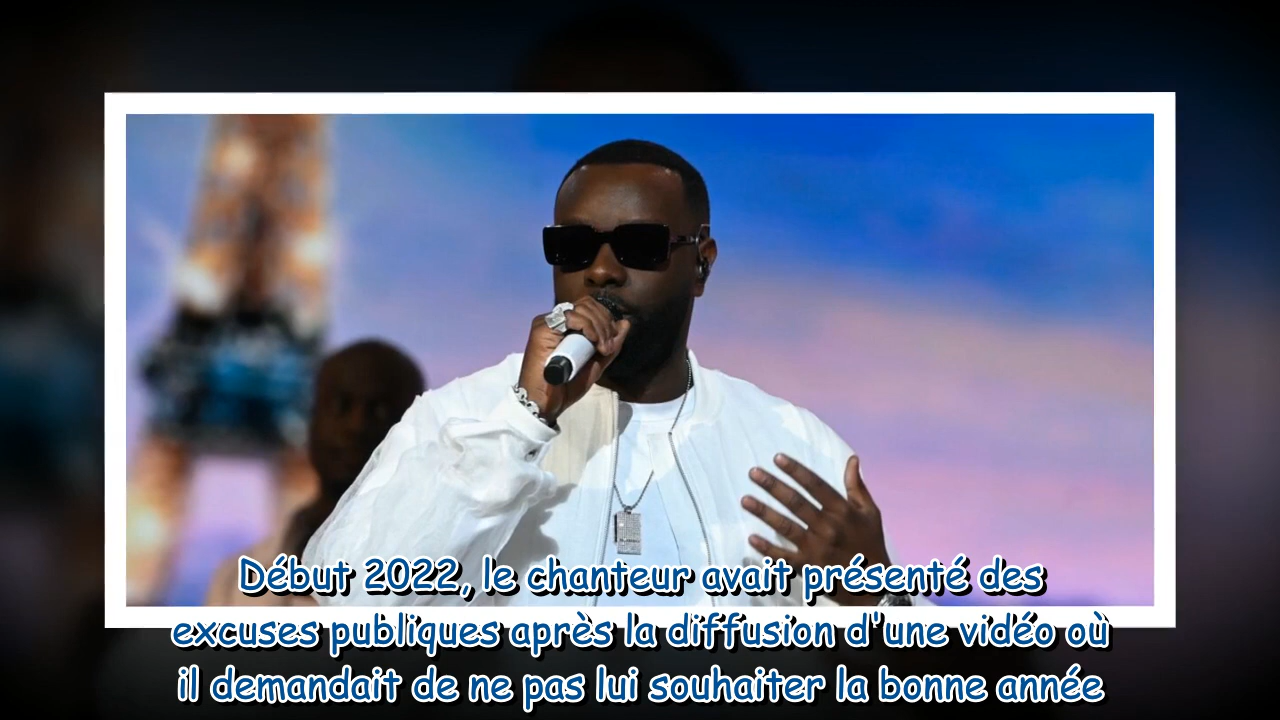 Début 2022, le chanteur avait présenté des
excuses publiques après la diffusion d'une vidéo où
il demandait de ne pas lui souhaiter la bonne année